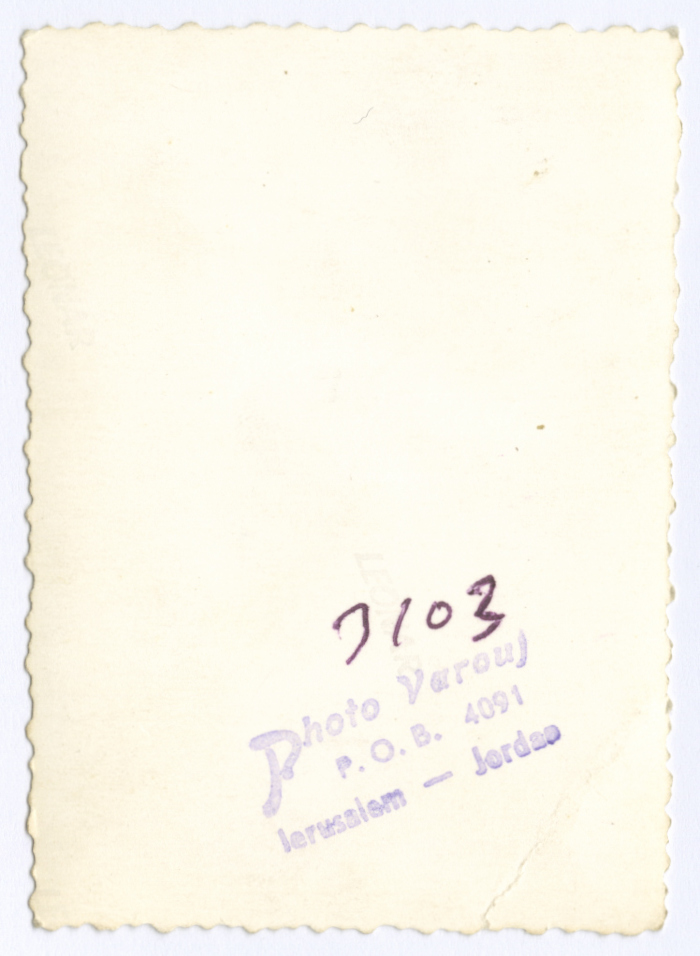 7103
Photo Varouj
P. O. B. 4091
Jerusalem — Jordan